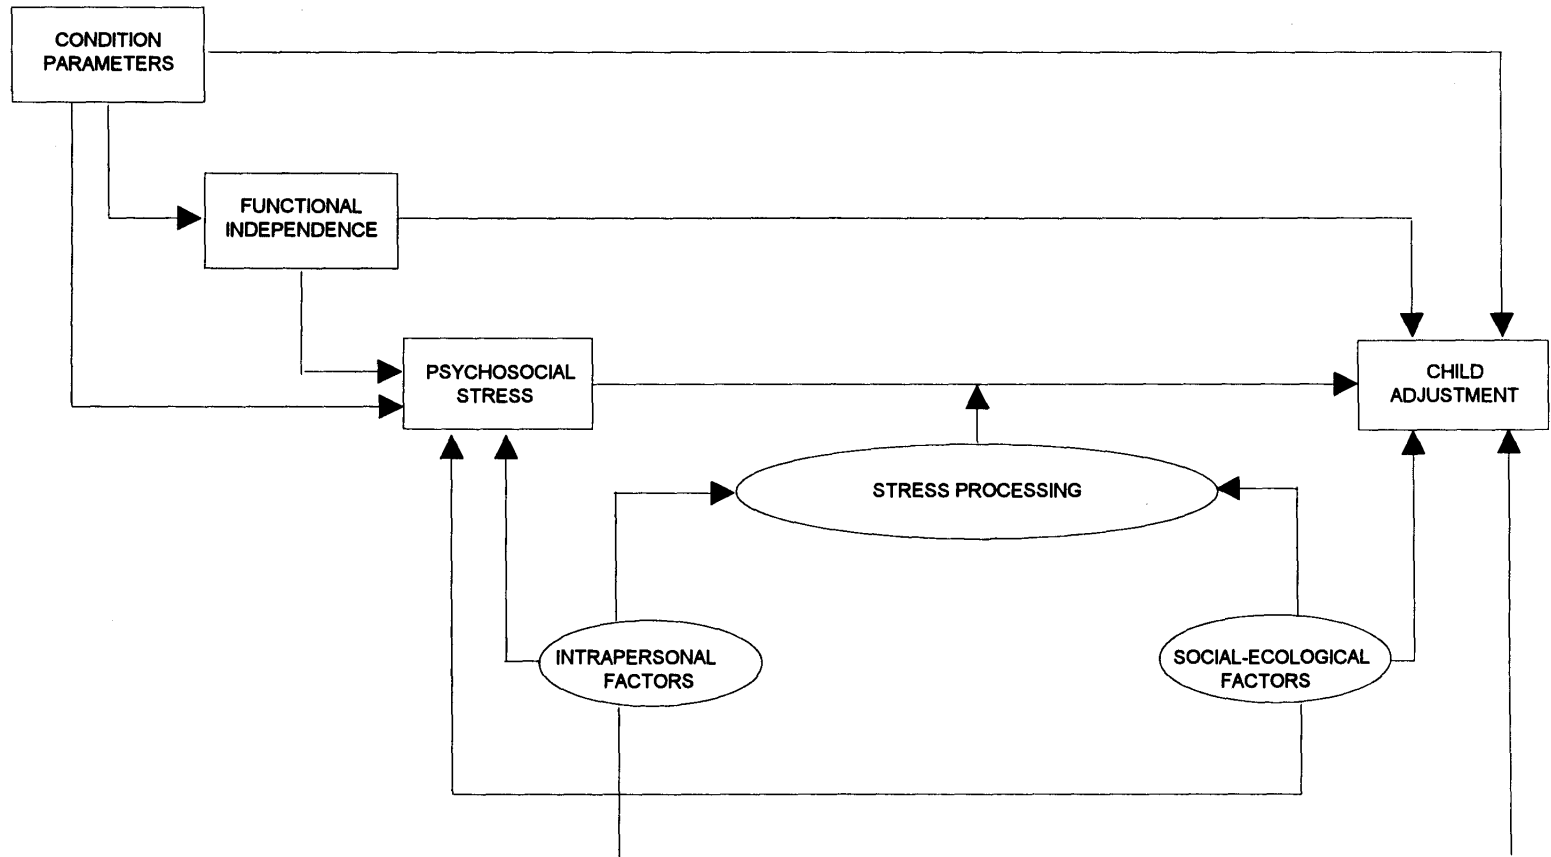 CONDITION
PARAMETERS
FUNCTIONAL
INDEPENDENCE
PSYCHOSOCIAL
STRESS
CHILD
ADJUSTMENT
STRESS PROCESSING
INTRAPERSONAL
FACTORS
SOCIAL-ECOLOGICAL
FACTORS